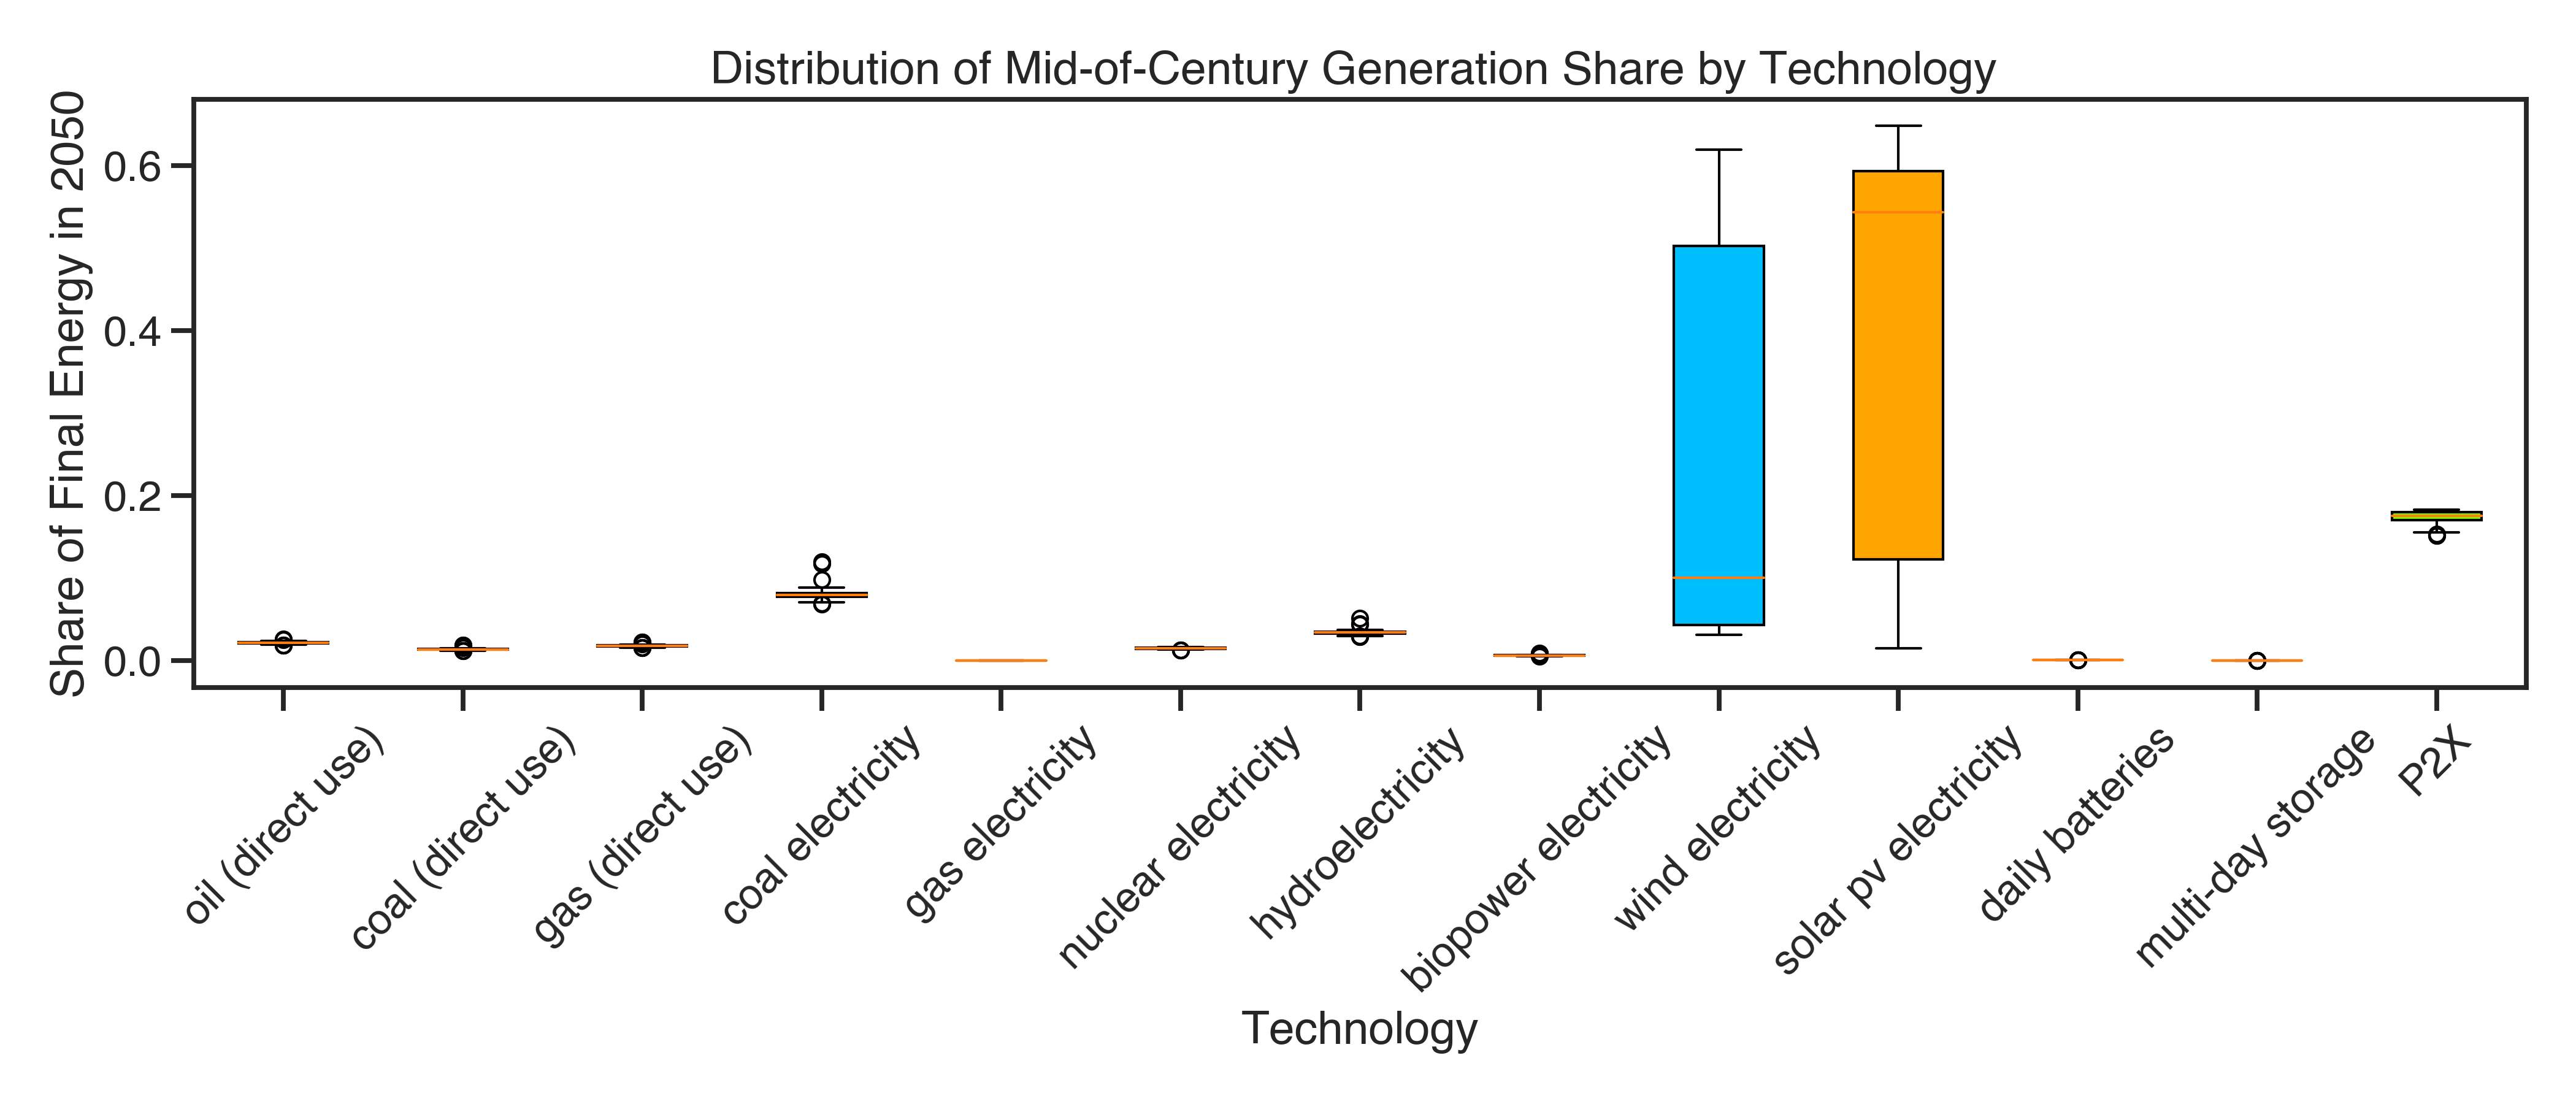 Distribution of Mid-of-Century Generation Share by Technology
Share of Final Energy in 2050
0.6
0.4
0.2
0.0
oil (direct use)
coal (direct use)
gas (direct use)
coal electricity
gas electricity
nuclear electricity
hydroelectricity
biopower electricity
wind electricity
solar pv electricity
daily batteries
multi-day storage
P2X
Technology